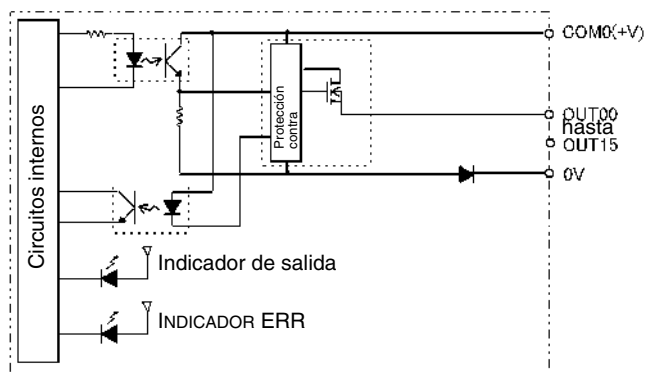 COM0(+V)
OUT00
hasta
OUT15
0V
Protección
contra
Circuitos internos
Indicador de salida
INDICADOR ERR